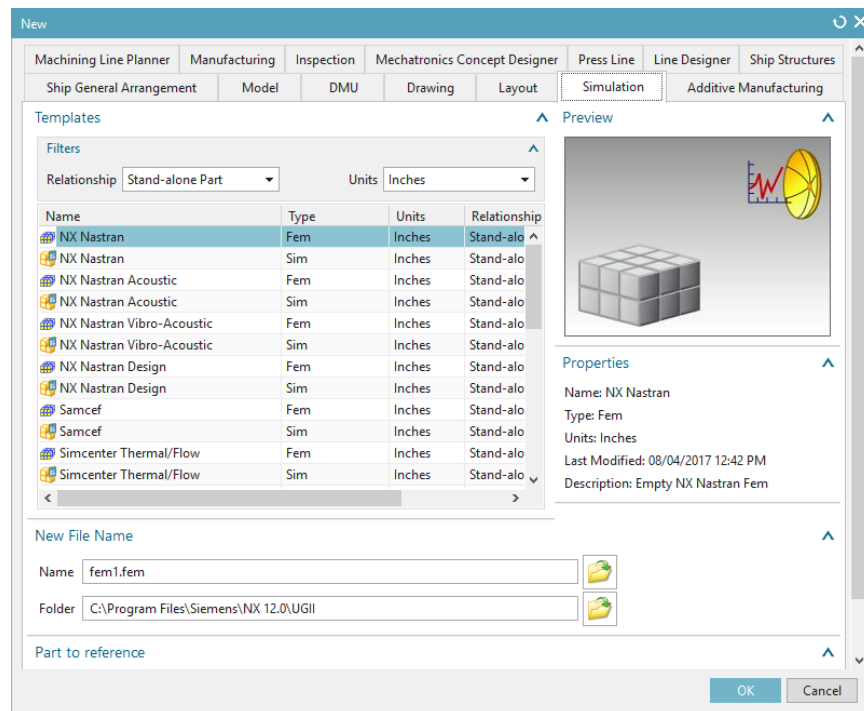 New
Machining Line Planner Manufacturing Inspection Mechatronics Concept Designer Press Line Line Designer Ship Structures
Ship General Arrangement Model DMU Drawing Layout Simulation Additive Manufacturing
Templates
Filters
Relationship Stand-alone Part Units Inches
Name Type Units Relationship
NX Nastran Fem Inches Stand-alo
NX Nastran Sim Inches Stand-alo
NX Nastran Acoustic Fem Inches Stand-alo
NX Nastran Acoustic Sim Inches Stand-alo
NX Nastran Vibro-Acoustic Fem Inches Stand-alo
NX Nastran Vibro-Acoustic Sim Inches Stand-alo
NX Nastran Design Fem Inches Stand-alo
NX Nastran Design Sim Inches Stand-alo
Samcef Fem Inches Stand-alo
Samcef Sim Inches Stand-alo
Simcenter Thermal/Flow Fem Inches Stand-alo
Simcenter Thermal/Flow Sim Inches Stand-alo
Preview
Properties
Name: NX Nastran
Type: Fem
Units: Inches
Last Modified: 08/04/2017 12:42 PM
Description: Empty NX Nastran Fem
New File Name
Name fem1.fem
Folder C:\Program Files\Siemens\NX 12.0\UGII
Part to reference
OK Cancel